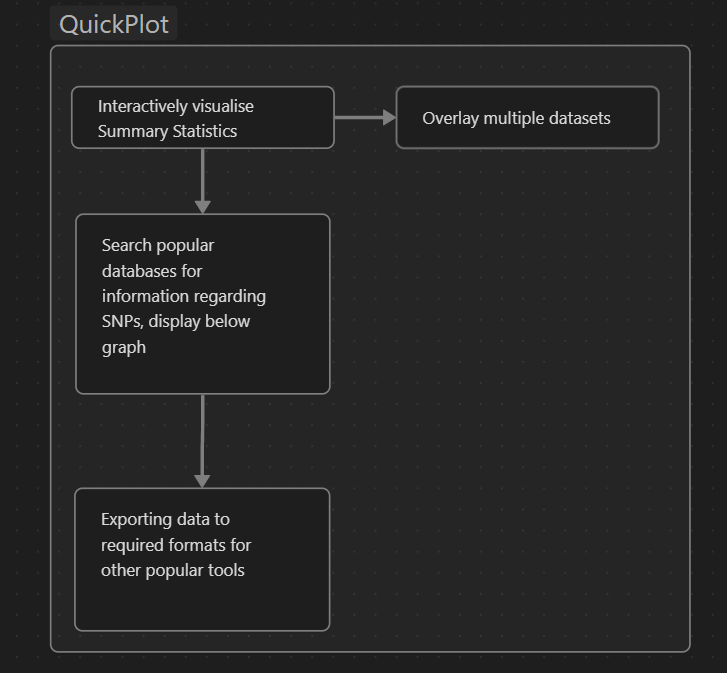 QuickPlot
Interactively visualise
Summary Statistics
Overlay multiple datasets
Search popular
databases for
information regarding
SNPs, display below
graph
Exporting data to
required formats for
other popular tools